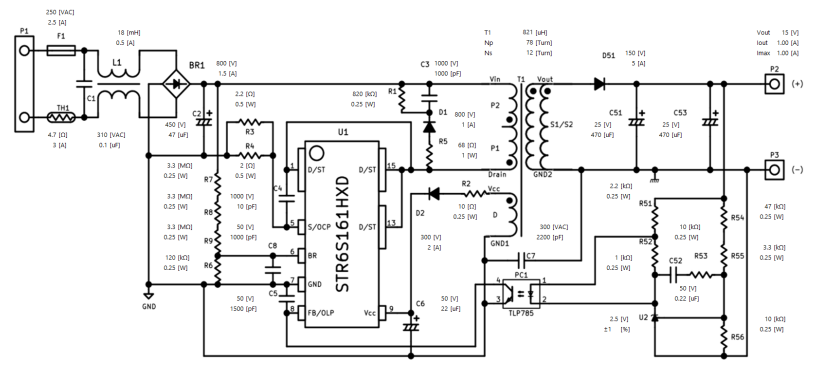 250 [VAC]
2.5 [A]
P1
F1
18 [mH]
0.5 [A]
L1
C1
TH1
4.7 [Ω]
3 [A]
310 [VAC]
0.1 [uF]
BR1
800 [V]
1.5 [A]
C2
450 [V]
47 [uF]
2.2 [Ω]
0.5 [W]
R3
R4
2 [Ω]
0.5 [W]
3.3 [MΩ]
0.25 [W]
R7
3.3 [MΩ]
0.25 [W]
R8
3.3 [MΩ]
0.25 [W]
R9
120 [kΩ]
0.25 [W]
R6
GND
1000 [V]
10 [pF]
C4
50 [V]
1000 [pF]
C8
C5
50 [V]
1500 [pF]
U1
STR6S161HXD
1
D/ST
15
D/ST
5
S/OCP
D/ST
13
6
BR
7
GND
8
FB/OLP
Vcc
9
C3
1000 [V]
1000 [pF]
R1
820 [kΩ]
0.25 [W]
D1
800 [V]
1 [A]
R5
68 [Ω]
1 [W]
T1
821 [uH]
Np
78 [Turn]
Ns
12 [Turn]
Vin
T1
Vout
P2
P1
S1/S2
Drain
GND2
Vcc
D
GND1
R2
10 [Ω]
0.25 [W]
D2
300 [V]
2 [A]
C6
50 [V]
22 [uF]
300 [VAC]
2200 [pF]
C7
PC1
4
1
3
2
TLP785
D51
150 [V]
5 [A]
Vout 15 [V]
Iout 1.00 [A]
Imax 1.00 [A]
P2
(+)
C51
25 [V]
470 [uF]
C53
25 [V]
470 [uF]
P3
(-)
2.2 [kΩ]
0.25 [W]
R51
R52
1 [kΩ]
0.25 [W]
10 [kΩ]
0.25 [W]
C52
R53
50 [V]
0.22 [uF]
R54
47 [kΩ]
0.25 [W]
R55
3.3 [kΩ]
0.25 [W]
U2
2.5 [V]
±1 [%]
R56
10 [kΩ]
0.25 [W]